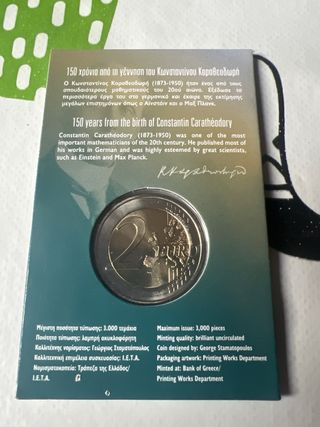 150 χρόνια από τη γέννηση του Κωνσταντίνου Καραθεοδωρή
Ο Κωνσταντίνος Καραθεοδωρή (1873-1950) ήταν ένας από τους
σπουδαιότερους μαθηματικούς του 20ού αιώνα. Εξέδωσε το
περισσότερο έργο του στα γερμανικά και έχαιρε της εκτίμησης
μεγάλων επιστημόνων όπως ο Αϊνστάιν και ο Μαξ Πλανκ.
150 years from the birth of Constantin Carathéodory
Constantin Carathéodory (1873-1950) was one of the most
important mathematicians of the 20th century. He published most of
his works in German and was highly esteemed by great scientists,
such as Einstein and Max Planck.
2 EURO
Μέγιστη ποσότητα τύπωσης: 3.000 τεμάχια
Ποιότητα τύπωσης: λαμπρή ακυκλοφόρητη
Καλλιτέχνης νομίσματος: Γεώργιος Σταματόπουλος
Καλλιτεχνική επιμέλεια συσκευασίας: Ι.Ε.Τ.Α.
Νομισματοκοπείο: Τράπεζα της Ελλάδος/
Ι.Ε.Τ.Α.
Maximum issue: 3,000 pieces
Minting quality: brilliant uncirculated
Coin designed by: George Stamatopoulos
Packaging artwork: Printing Works Department
Minted at: Bank of Greece/
Printing Works Department